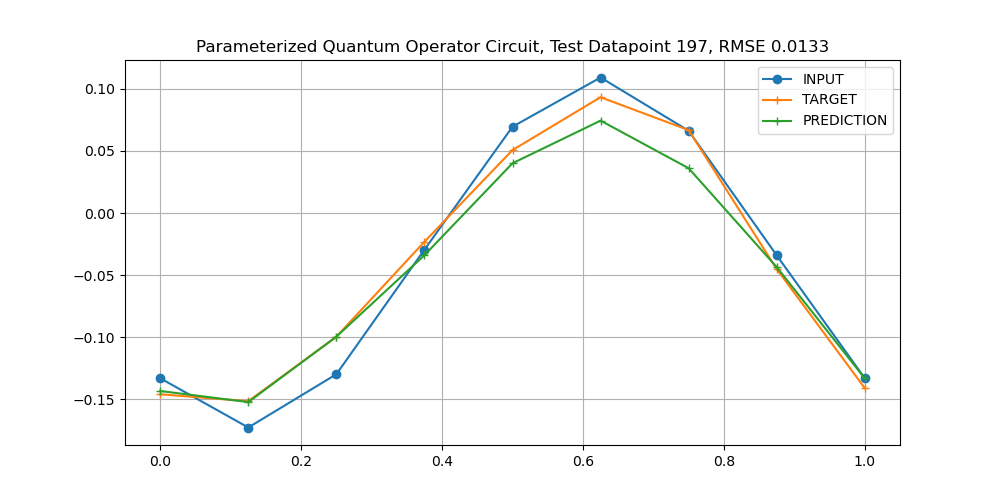 Parameterized Quantum Operator Circuit, Test Datapoint 197, RMSE 0.0133
INPUT
TARGET
PREDICTION
0.10
0.05
0.00
−0.05
−0.10
−0.15
0.0 0.2 0.4 0.6 0.8 1.0